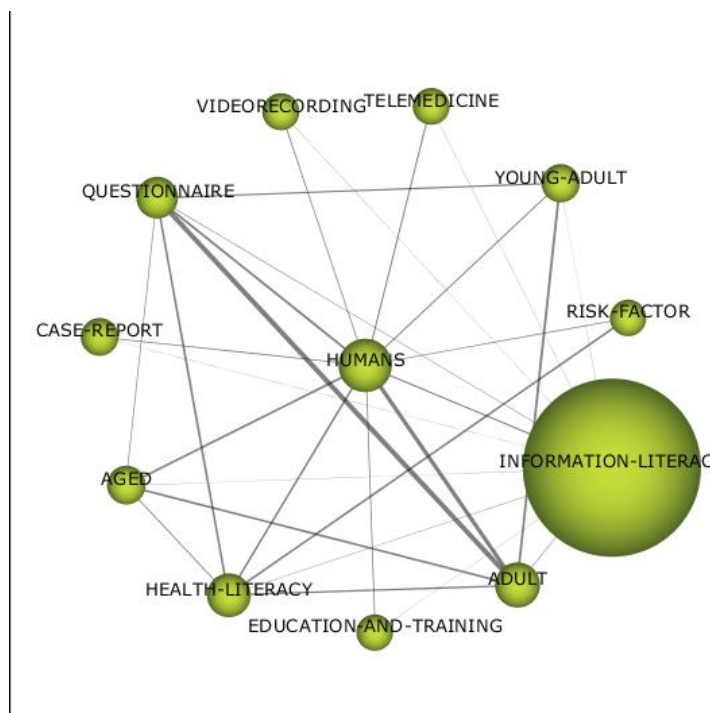 VIDEORECORDING
TELEMEDICINE
QUESTIONNAIRE
YOUNG-ADULT
CASE-REPORT
RISK-FACTOR
HUMANS
INFORMATION-LITERAC
AGED
HEALTH-LITERACY
ADULT
EDUCATION-AND-TRAINING